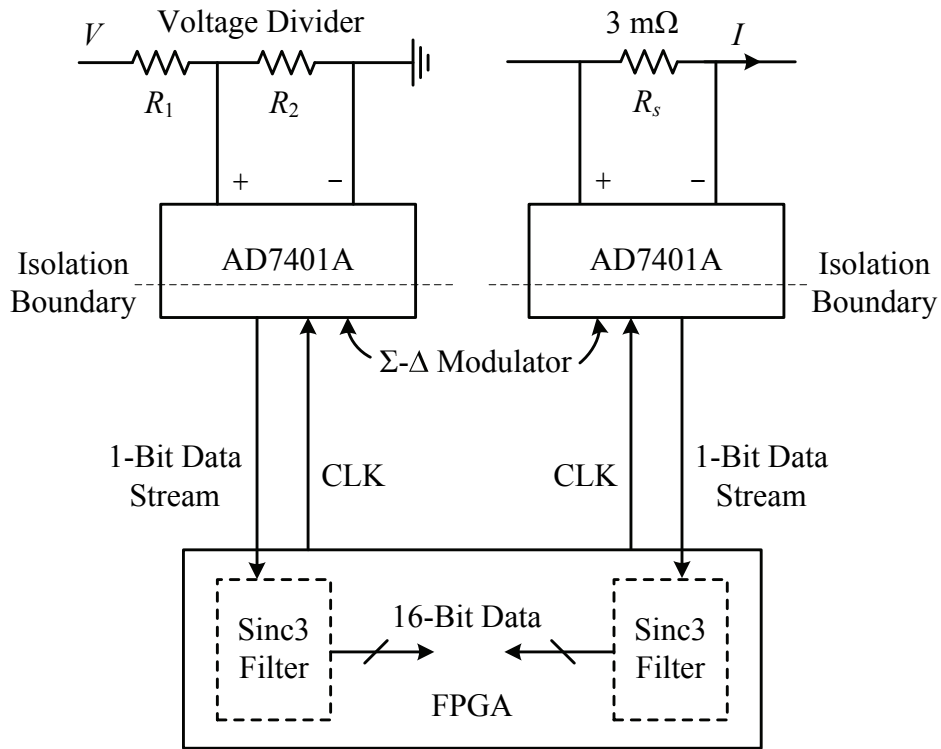 Voltage Divider
V
R1
R2
+
−
3 mΩ
I
Rs
+
−
AD7401A
AD7401A
Isolation
Boundary
Isolation
Boundary
Σ-Δ Modulator
1-Bit Data
Stream
CLK
CLK
1-Bit Data
Stream
Sinc3
Filter
16-Bit Data
Sinc3
Filter
FPGA